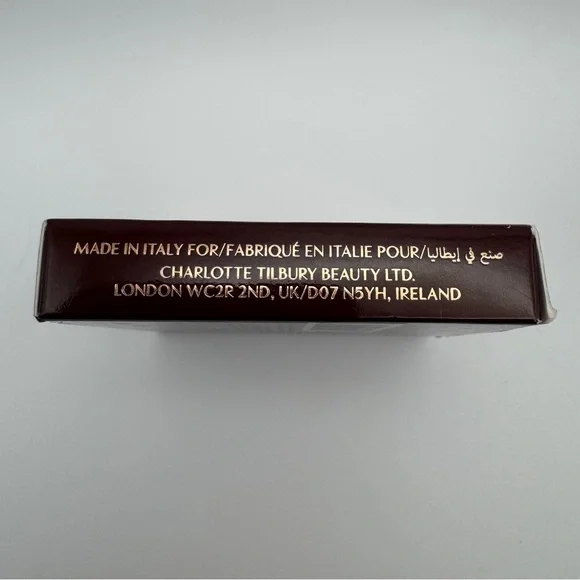 MADE IN ITALY FOR/FABRIQUÉ EN ITALIE POUR/صنع في إيطاليا
CHARLOTTE TILBURY BEAUTY LTD.
LONDON WC2R 2ND, UK/D07 N5YH, IRELAND